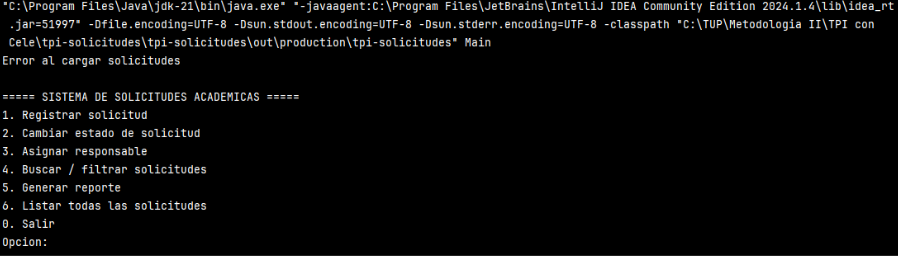 "C:\Program Files\Java\jdk-21\bin\java.exe" "-javaagent:C:\Program Files\JetBrains\IntelliJ IDEA Community Edition 2024.1.4\lib\idea_rt
.jar=51997" -Dfile.encoding=UTF-8 -Dsun.stdout.encoding=UTF-8 -Dsun.stderr.encoding=UTF-8 -classpath "C:\TUP\Metodologia II\TPI con
Cele\tpi-solicitudes\tpi-solicitudes\out\production\tpi-solicitudes" Main
Error al cargar solicitudes
===== SISTEMA DE SOLICITUDES ACADEMICAS =====
1. Registrar solicitud
2. Cambiar estado de solicitud
3. Asignar responsable
4. Buscar / filtrar solicitudes
5. Generar reporte
6. Listar todas las solicitudes
0. Salir
Opcion: